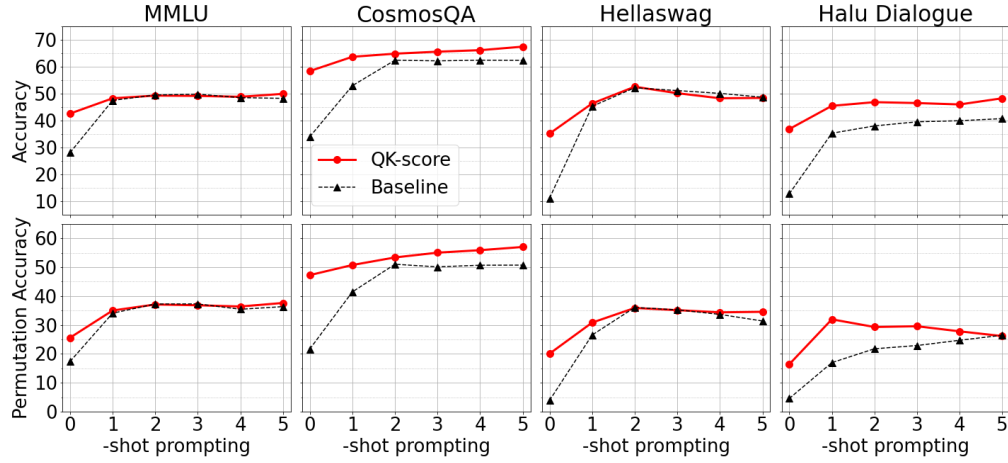 MMLU
CosmosQA
Hellaswag
Halu Dialogue
Accuracy
70
60
50
40
30
20
10
QK-score
Baseline
Permutation Accuracy
60
50
40
30
20
10
0
0 1 2 3 4 5
0 1 2 3 4 5
0 1 2 3 4 5
0 1 2 3 4 5
-shot prompting
-shot prompting
-shot prompting
-shot prompting